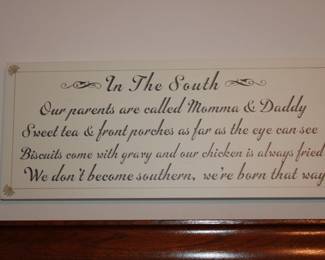 In The South
Our parents are called Momma & Daddy
Sweet tea & front porches as far as the eye can see
Biscuits come with gravy and our chicken is always fried
We don't become southern, we're born that way